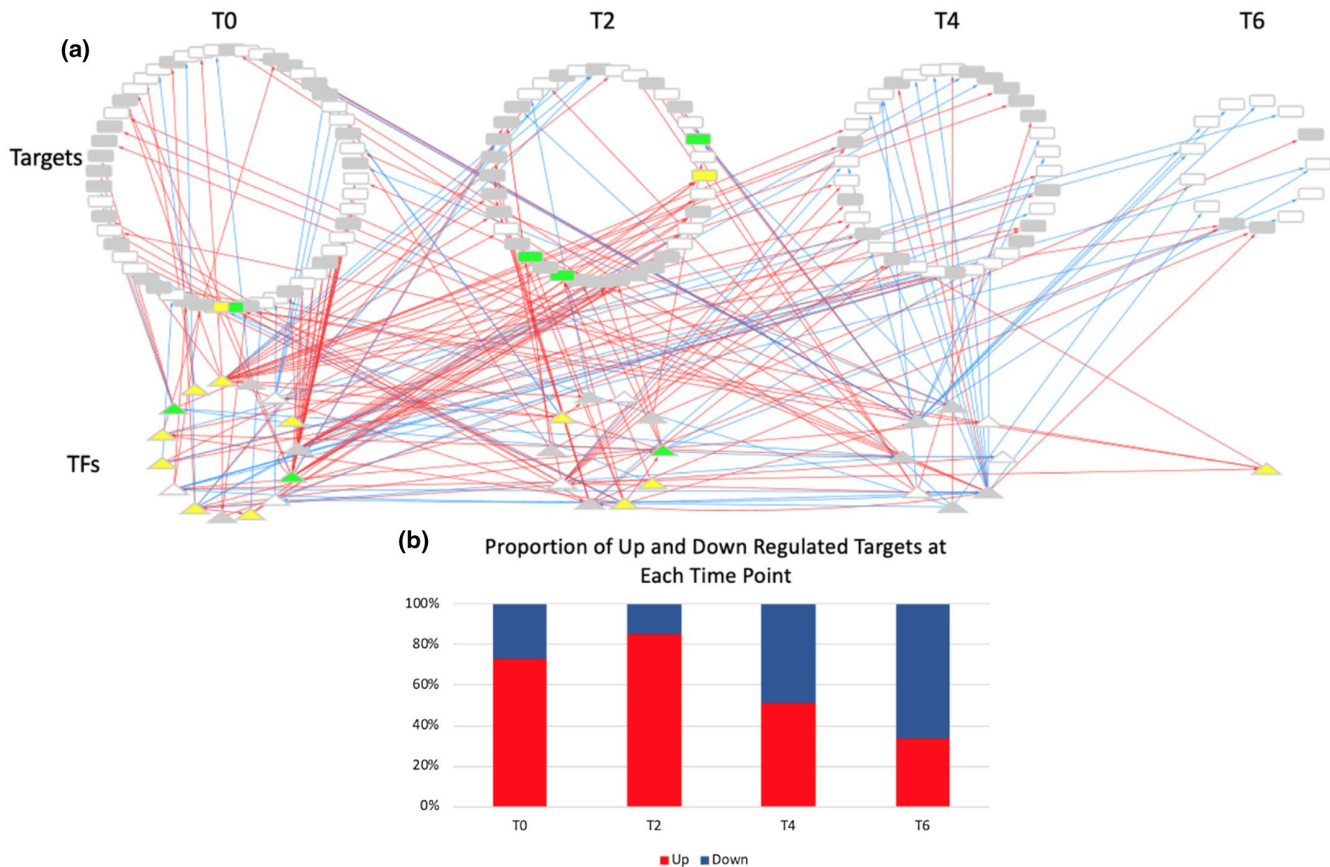 T0 T2 T4 T6
(a)
Targets
TFs
(b)
Proportion of Up and Down Regulated Targets at
Each Time Point
100%
80%
60%
40%
20%
0%
T0 T2 T4 T6
Up Down